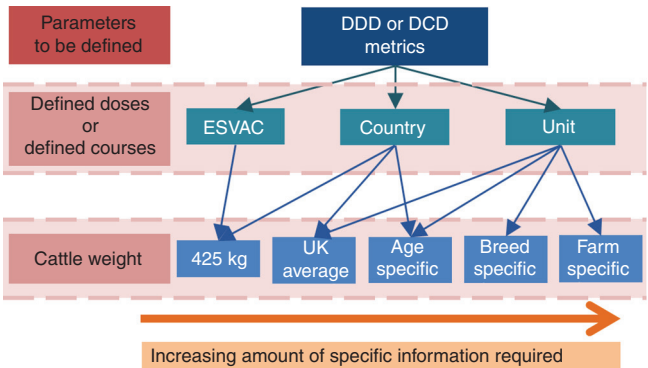 Parameters
to be defined
DDD or DCD
metrics
Defined doses
or
defined courses
ESVAC
Country
Unit
Cattle weight
425 kg
UK
average
Age
specific
Breed
specific
Farm
specific
Increasing amount of specific information required